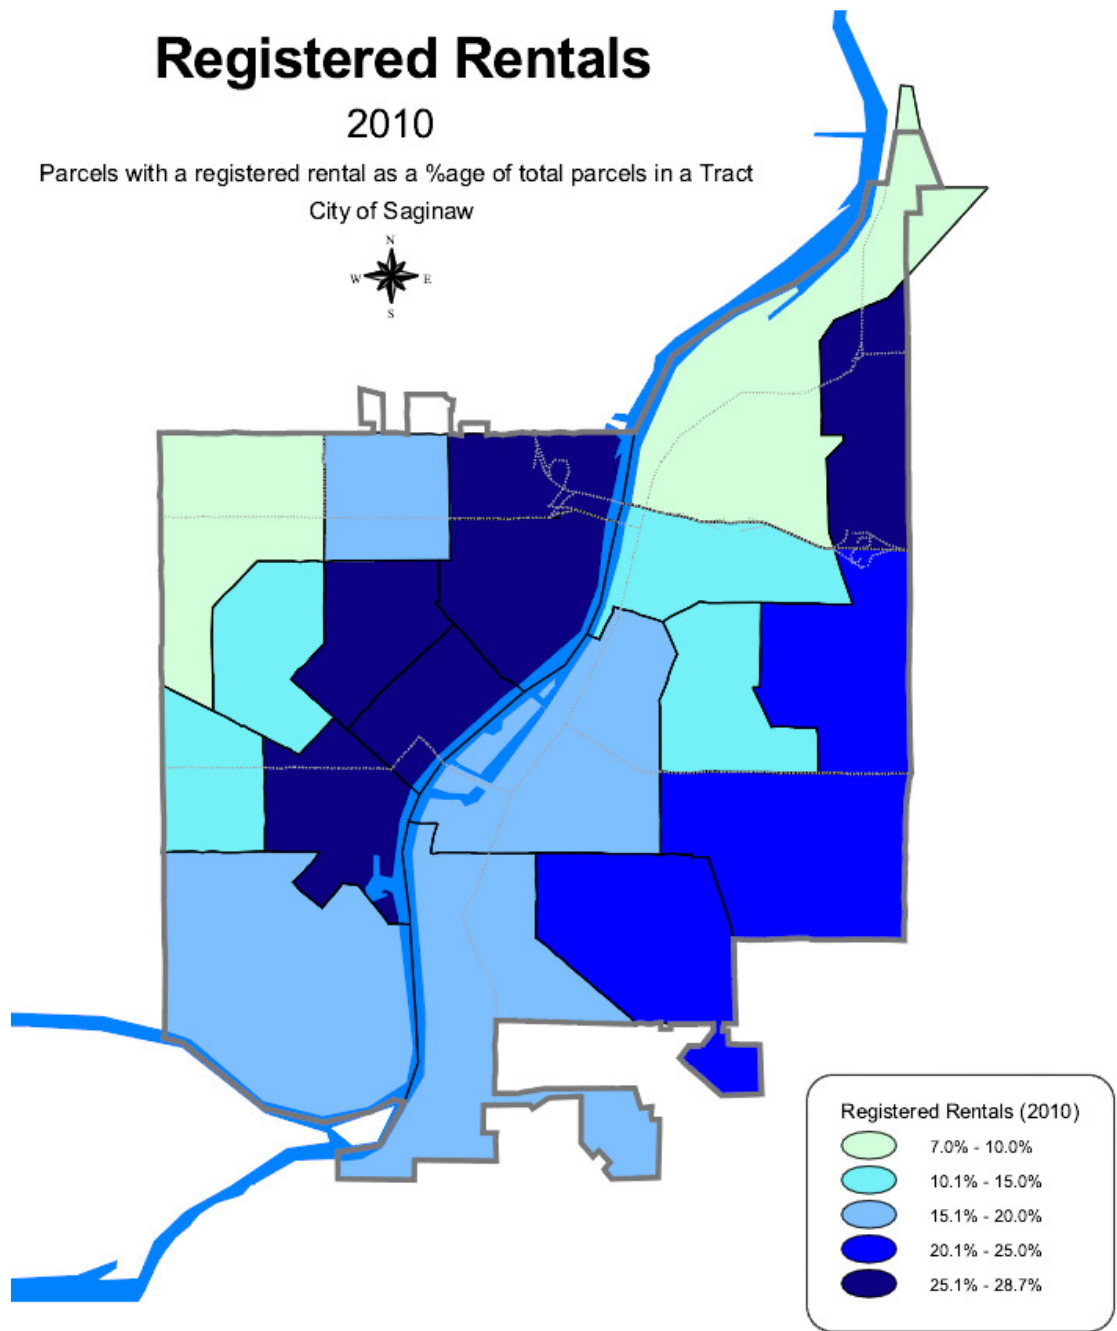 Registered Rentals
2010
Parcels with a registered rental as a %age of total parcels in a Tract
City of Saginaw
N
W E
S
Registered Rentals (2010)
7.0% - 10.0%
10.1% - 15.0%
15.1% - 20.0%
20.1% - 25.0%
25.1% - 28.7%